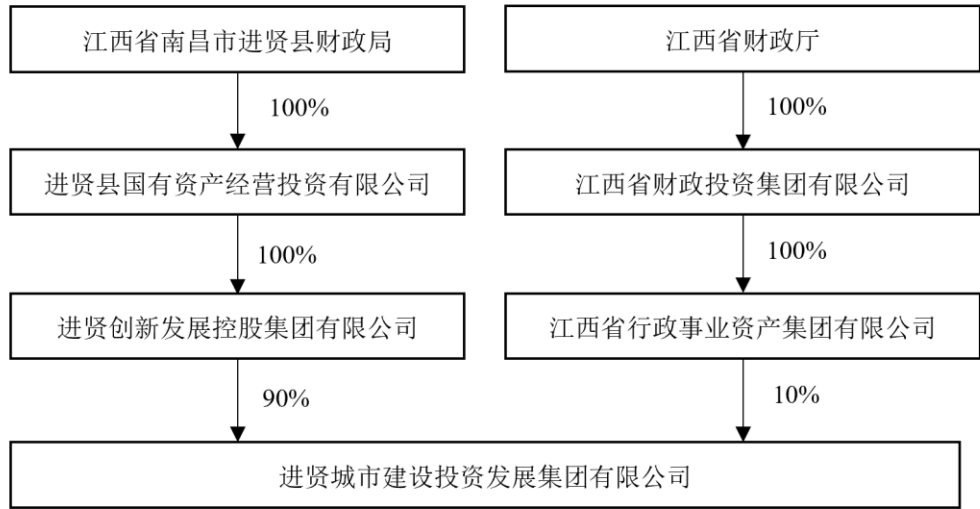 江西省南昌市进贤县财政局
江西省财政厅
100%
100%
进贤县国有资产经营投资有限公司
江西省财政投资集团有限公司
100%
100%
进贤创新发展控股集团有限公司
江西省行政事业资产集团有限公司
90%
10%
进贤城市建设投资发展集团有限公司